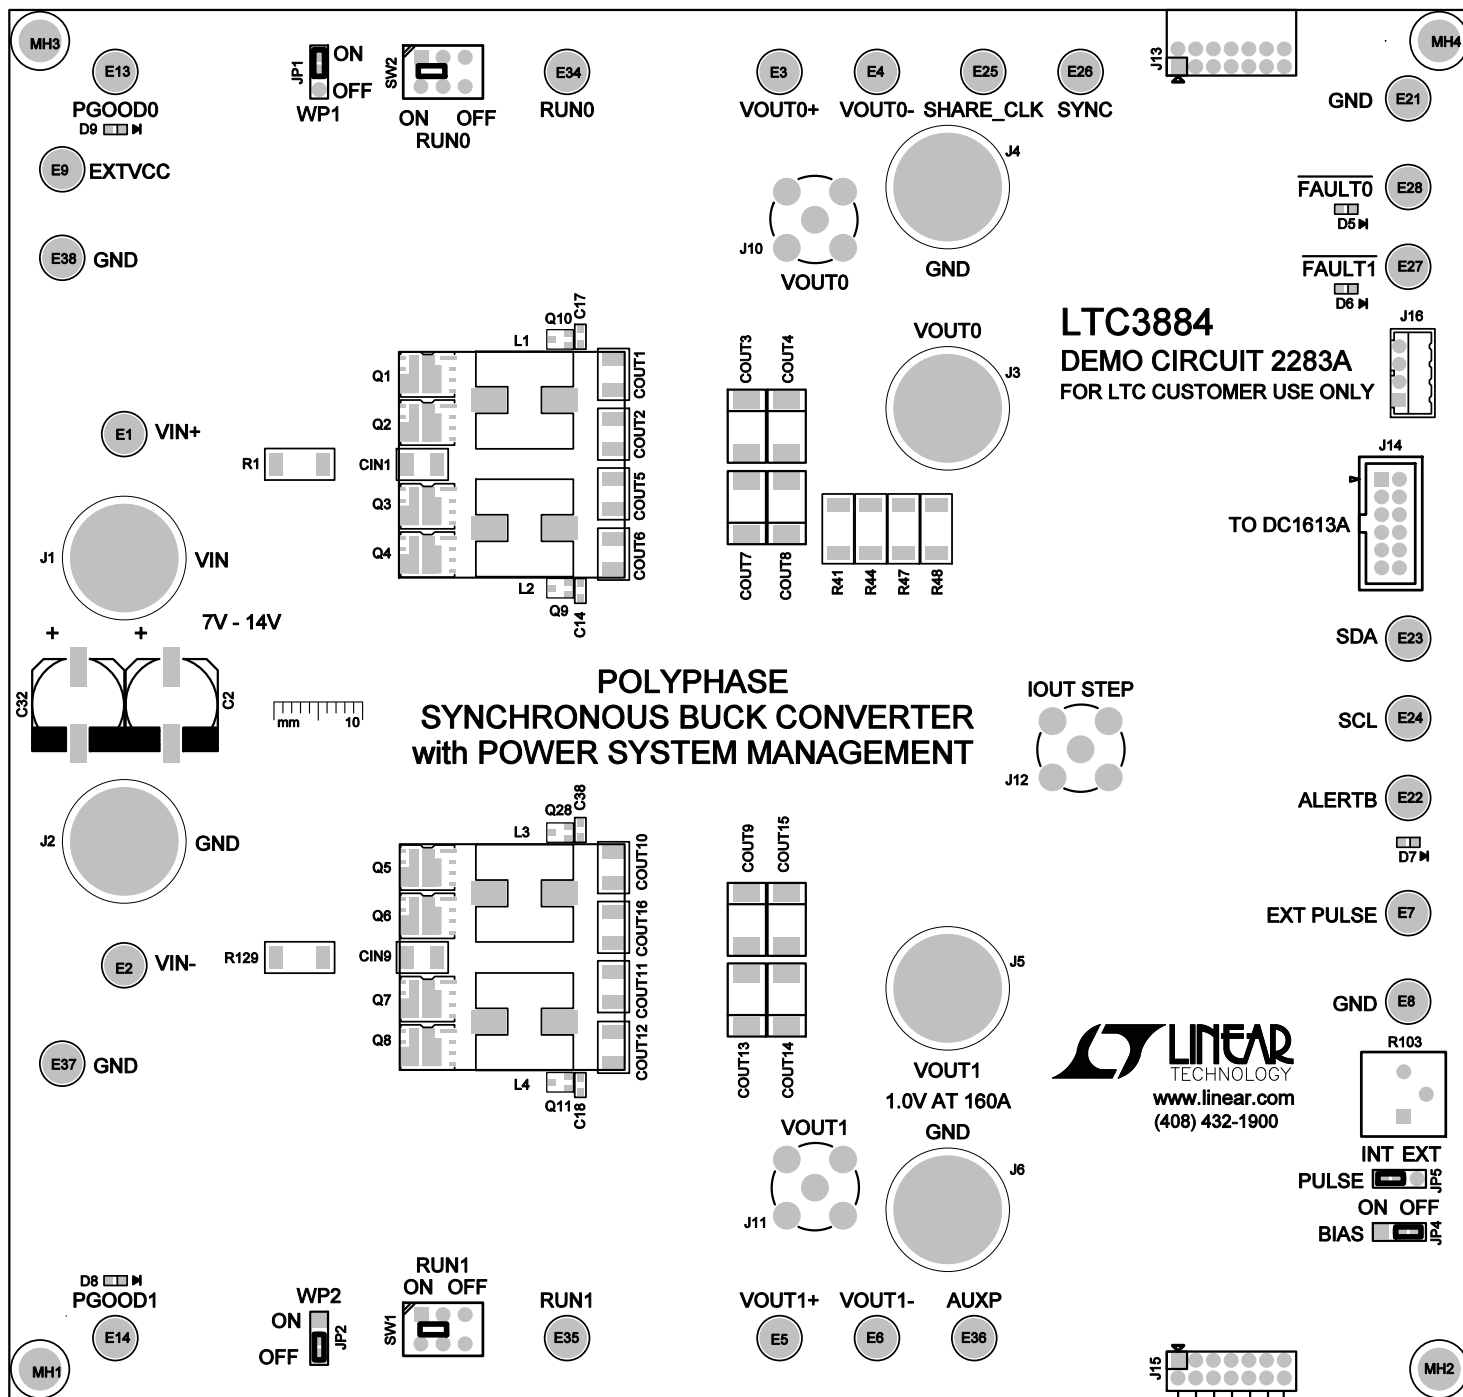 MH3
E13
PGOOD0
D9
E9 EXTVCC
E38 GND
JP1
ON
OFF
WP1
SW2
ON OFF
RUN0
E34
RUN0
E3
VOUT0+
E4
VOUT0-
E25
SHARE_CLK
E26
SYNC
J13
MH4
GND E21
J4
GND
J10
VOUT0
FAULT0 E28
D5
FAULT1 E27
D6
J16
LTC3884
DEMO CIRCUIT 2283A
FOR LTC CUSTOMER USE ONLY
VOUT0
J3
Q10
C17
L1
Q1
Q2
CIN1
Q3
Q4
R1
COUT1
COUT2
COUT5
COUT6
L2
Q9
C14
COUT3
COUT4
COUT7
COUT8
R41
R44
R47
R48
E1 VIN+
J1
VIN
7V - 14V
+ +
C32
C2
mm 10
J14
TO DC1613A
SDA E23
SCL E24
ALERTB E22
D7
EXT PULSE E7
GND E8
POLYPHASE
SYNCHRONOUS BUCK CONVERTER
with POWER SYSTEM MANAGEMENT
IOUT STEP
J12
J2
GND
E2 VIN-
E37 GND
R129
Q28
C38
L3
Q5
Q6
CIN9
Q7
Q8
COUT10
COUT16
COUT11
COUT12
L4
Q11
C18
COUT9
COUT15
COUT13
COUT14
J5
VOUT1
1.0V AT 160A
GND
J6
VOUT1
J11
LINEAR
TECHNOLOGY
www.linear.com
(408) 432-1900
R103
INT EXT
PULSE
JP5
ON OFF
BIAS
JP4
D8
PGOOD1
E14
MH1
WP2
ON
OFF
JP2
RUN1
ON OFF
SW1
RUN1
E35
VOUT1+
E5
VOUT1-
E6
AUXP
E36
J15
MH2